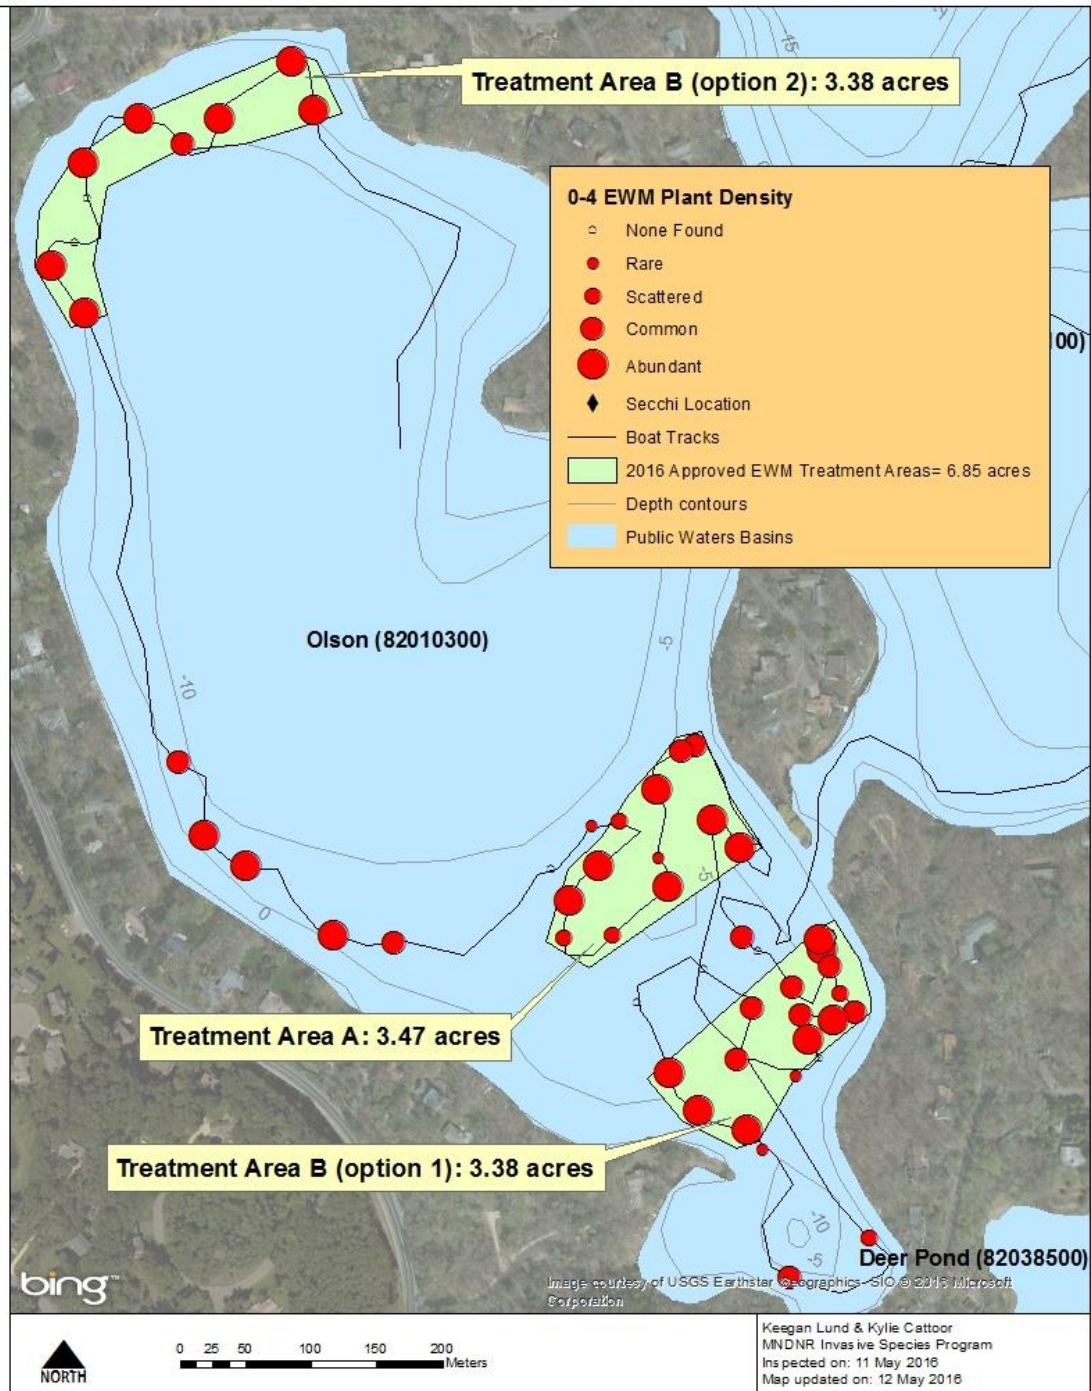 -15
Treatment Area B (option 2): 3.38 acres
0-4 EWM Plant Density
None Found
Rare
Scattered
Common
Abundant
Secchi Location
Boat Tracks
2016 Approved EWM Treatment Areas= 6.85 acres
Depth contours
Public Waters Basins
100)
Olson (82010300)
-5
-10
-5
0
Treatment Area A: 3.47 acres
Treatment Area B (option 1): 3.38 acres
-10
-5
Deer Pond (82038500)
bing™
Image courtesy of USGS Earthstar Geographics SIO © 2016 Microsoft
Corporation
NORTH
0 25 50 100 150 200
Meters
Keegan Lund & Kylie Cattoor
MNDNR Invasive Species Program
Inspected on: 11 May 2016
Map updated on: 12 May 2016